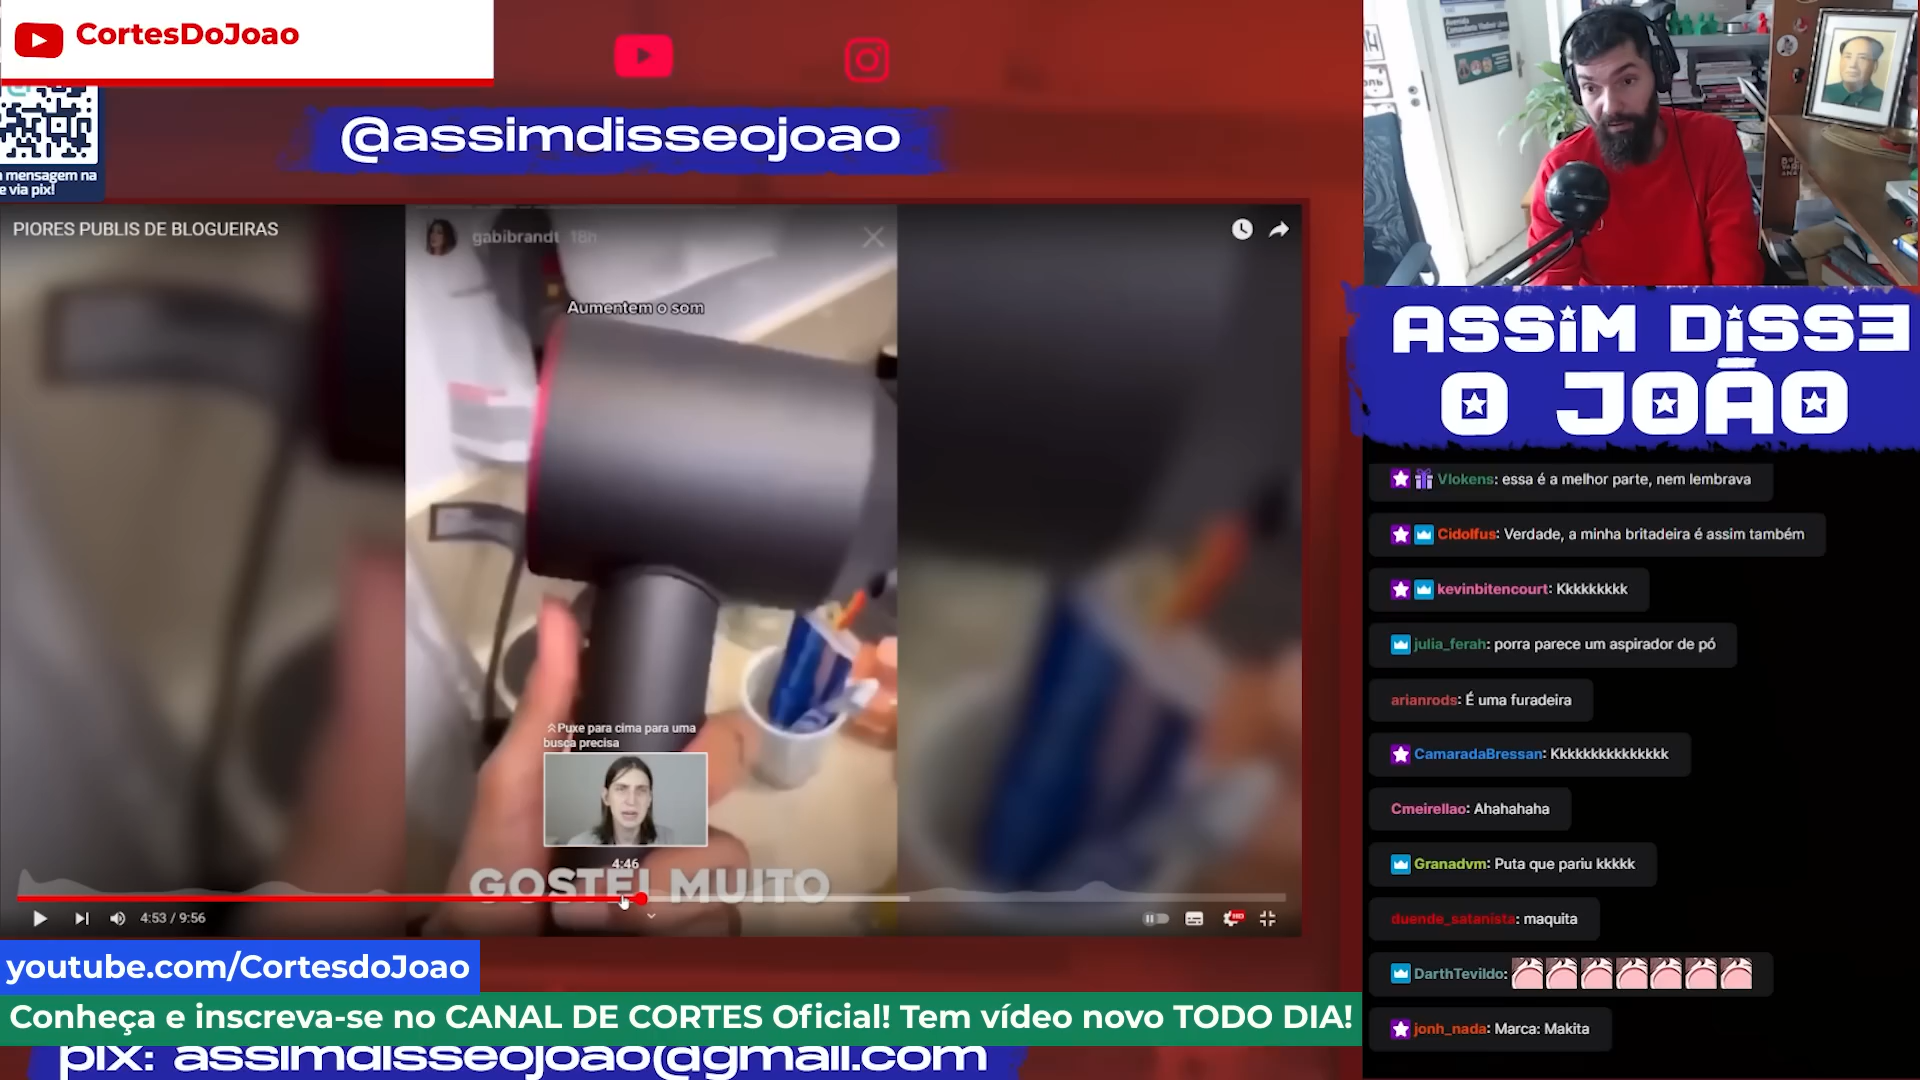 CortesDoJoao
mensagem na
e via pix!
@assimdisseojoao
PIORES PUBLIS DE BLOGUEIRAS
gabibrandt 18h
Aumentem o som
Puxe para cima para uma
busca precisa
4:46
GOSTEI MUITO
4:53 / 9:56
HD
youtube.com/CortesdoJoao
Conheça e inscreva-se no CANAL DE CORTES Oficial! Tem vídeo novo TODO DIA!
pix: assimdisseojoao@gmail.com
Avenida
ASSIM DISSE
O JOÃO
Vlokens: essa é a melhor parte, nem lembrava
Cidolfus: Verdade, a minha britadeira é assim também
kevinbitencourt: Kkkkkkkkk
julia_ferah: porra parece um aspirador de pó
arianrods: É uma furadeira
CamaradaBressan: Kkkkkkkkkkkkkkk
Cmeirellao: Ahahahaha
Granadvm: Puta que pariu kkkkk
duende_satanista: maquita
DarthTevildo:
jonh_nada: Marca: Makita